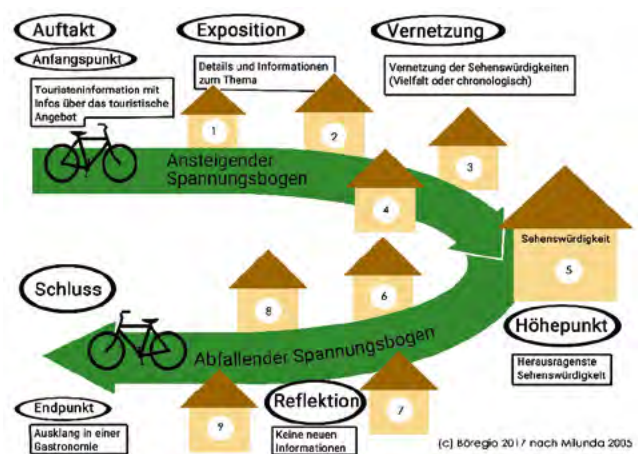 Auftakt
Anfangspunkt
Touristeninformation mit
Infos über das touristische
Angebot
Exposition
Details und Informationen
zum Thema
Vernetzung
Vernetzung der Sehenswürdigkeiten
(Vielfalt oder chronologisch)
1
2
3
4
Ansteigender
Spannungsbogen
Sehenswürdigkeit
5
Höhepunkt
Herausragenste
Sehenswürdigkeit
6
8
Abfallender Spannungsbogen
7
9
Reflektion
Keine neuen
Informationen
Schluss
Endpunkt
Ausklang in einer
Gastronomie
(c) Böregio 2017 nach Milunda 2005